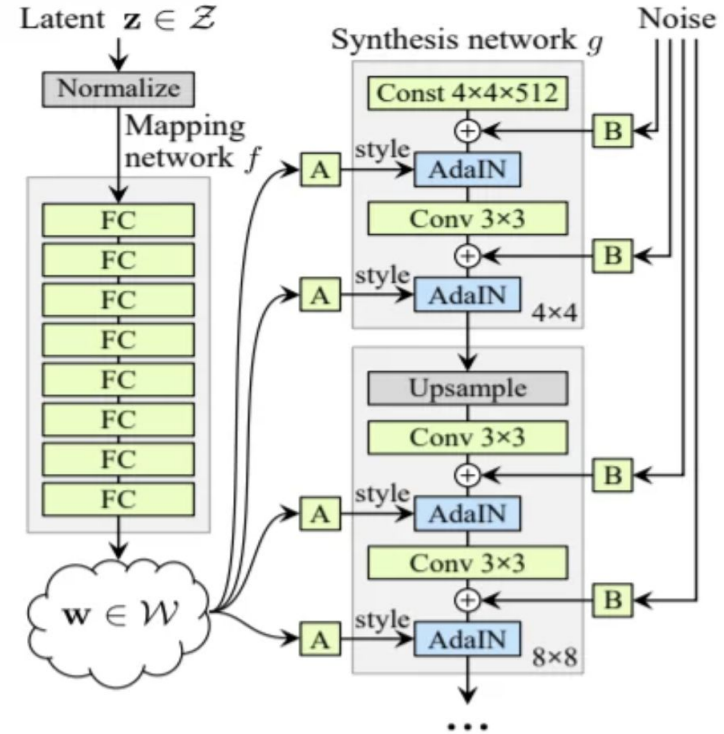 Latent z ∈ 𝒵
Normalize
Mapping
network f
FC
FC
FC
FC
FC
FC
FC
FC
w ∈ 𝒲
Synthesis network g
Noise
Const 4×4×512
B
A
style
AdaIN
Conv 3×3
B
A
style
AdaIN
4×4
Upsample
Conv 3×3
B
A
style
AdaIN
Conv 3×3
B
A
style
AdaIN
8×8
...